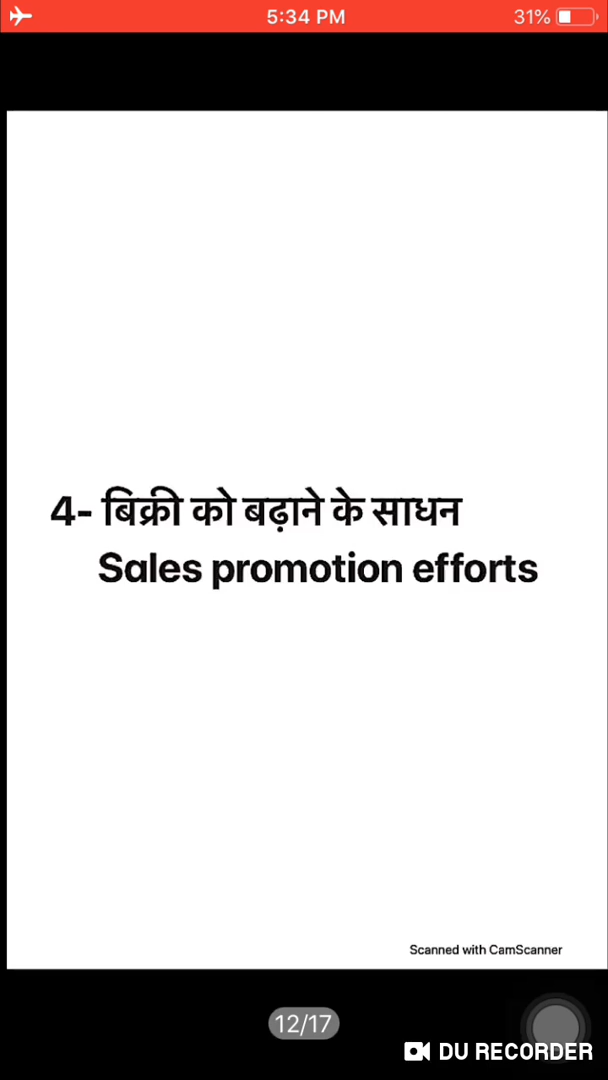 5:34 PM
31%
4- बिक्री को बढ़ाने के साधन
Sales promotion efforts
Scanned with CamScanner
12/17
DU RECORDER